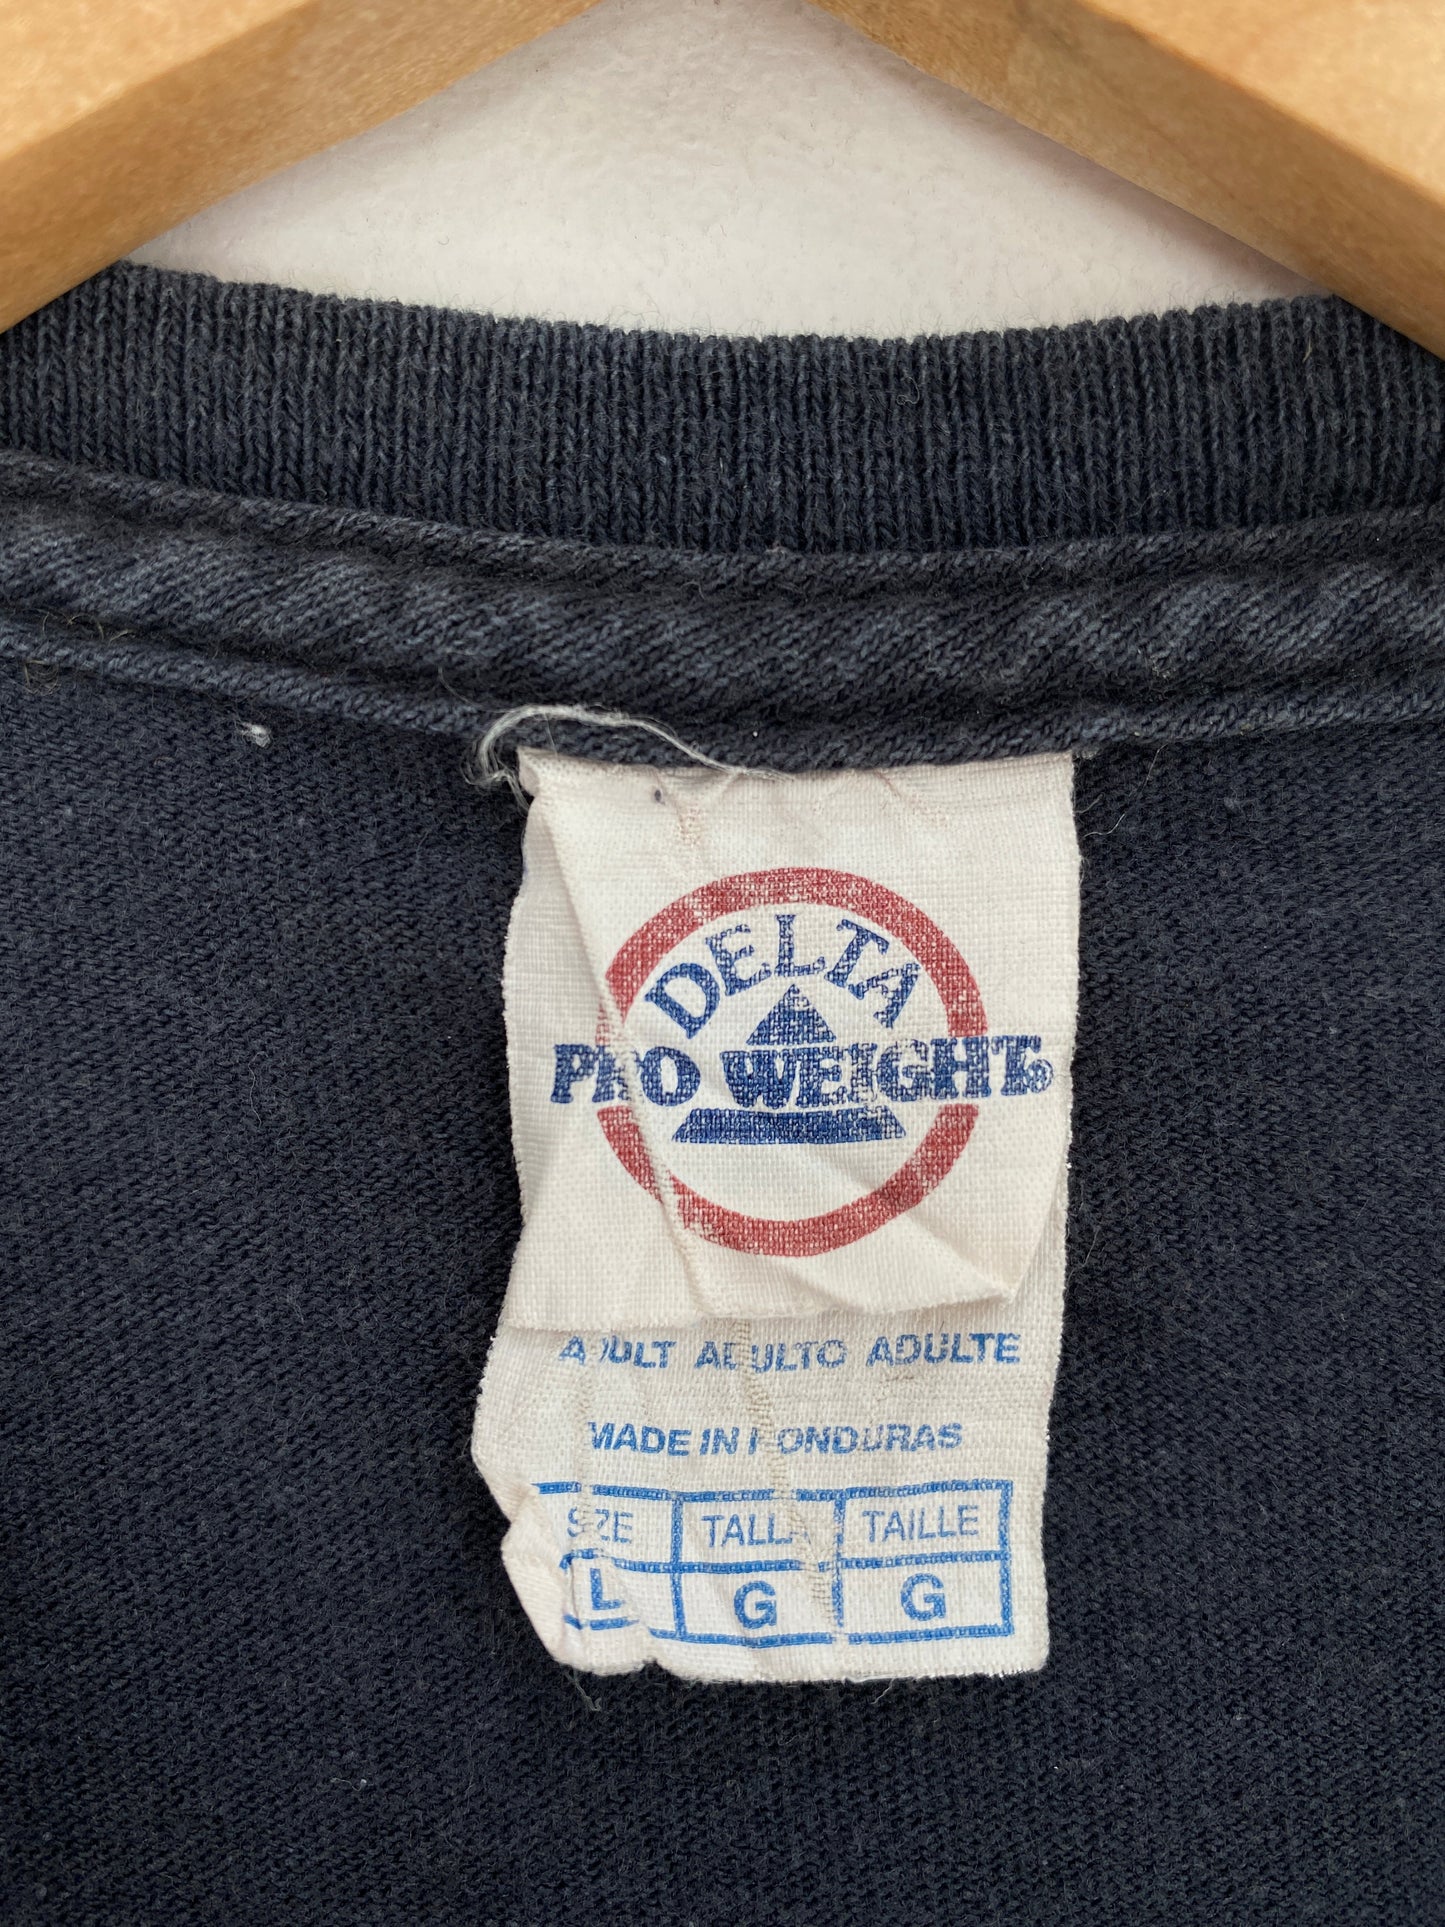 DELTA
PRO WEIGHT®
ADULT ADULTO ADULTE
MADE IN HONDURAS
SIZE TALLA TAILLE
L G G